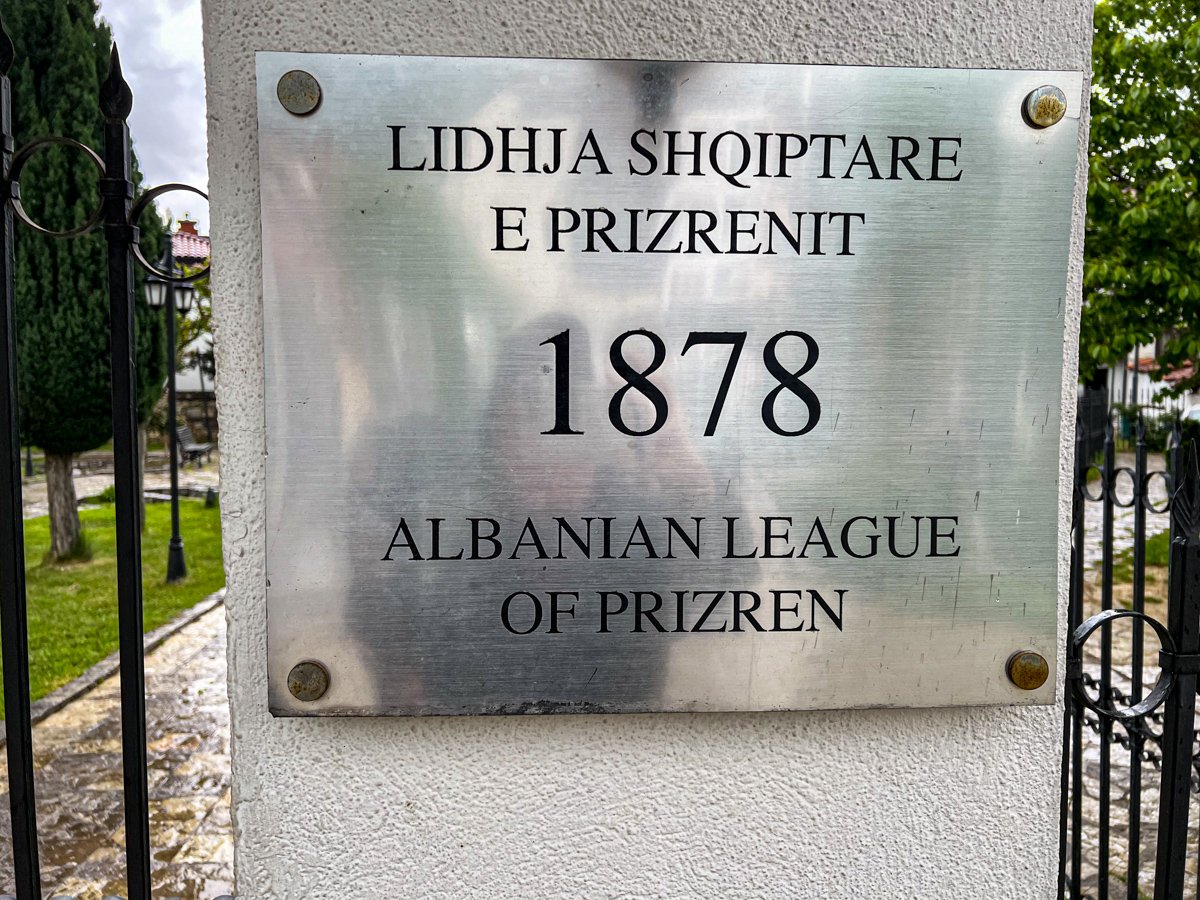 LIDHJA SHQIPTARE
E PRIZRENIT
1878
ALBANIAN LEAGUE
OF PRIZREN